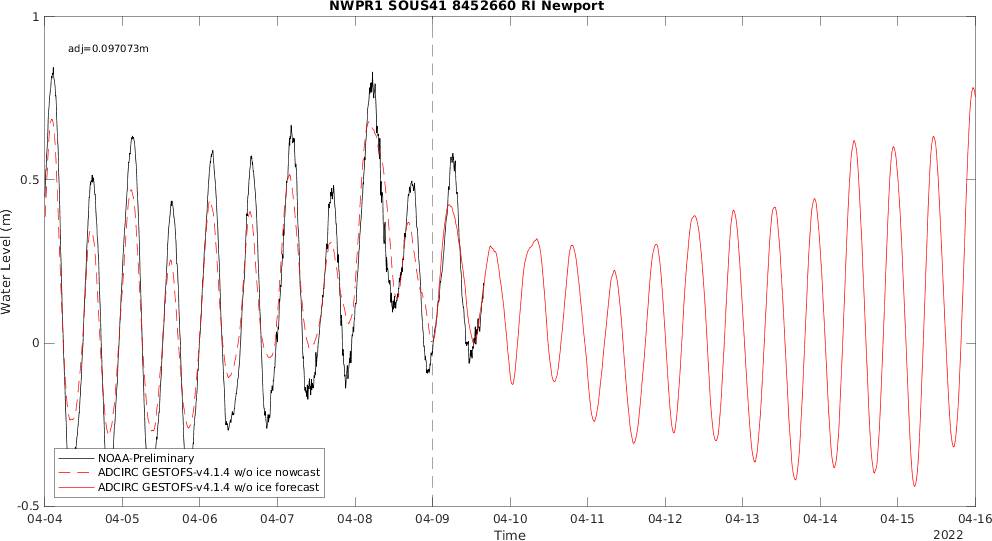 NWPR1 SOUS41 8452660 RI Newport
adj=0.097073m
1
0.5
0
-0.5
Water Level (m)
NOAA-Preliminary
ADCIRC GESTOFS-v4.1.4 w/o ice nowcast
ADCIRC GESTOFS-v4.1.4 w/o ice forecast
04-04 04-05 04-06 04-07 04-08 04-09 04-10 04-11 04-12 04-13 04-14 04-15 04-16
Time
2022